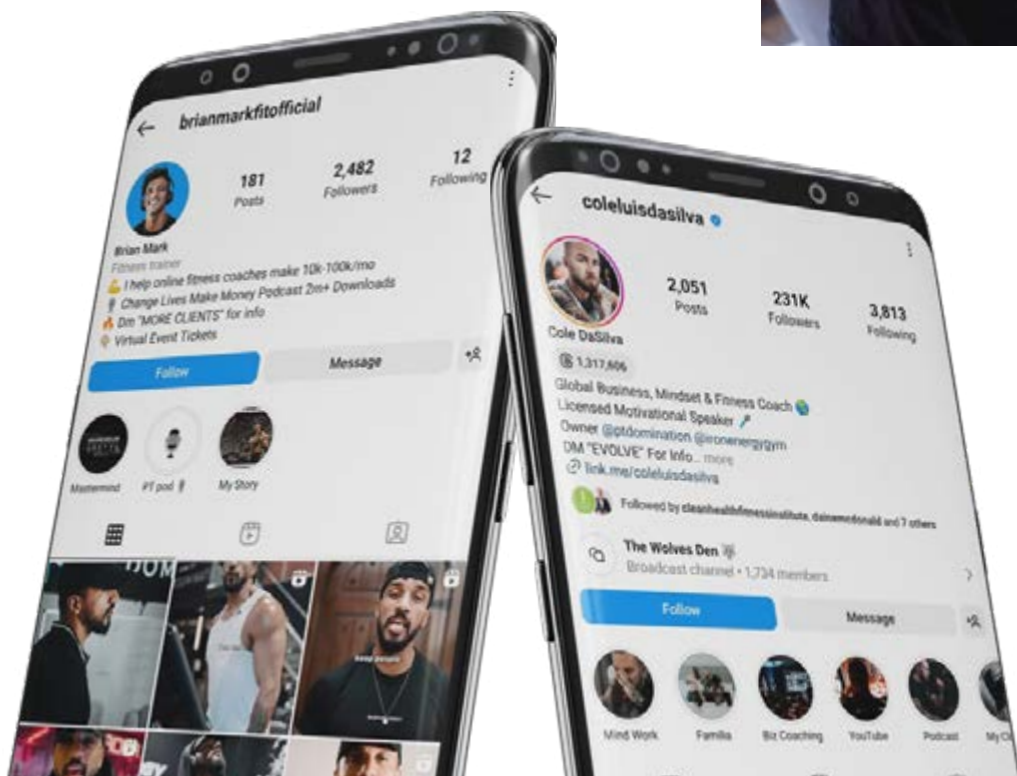 brianmarkfitofficial
181
Posts
2,482
Followers
12
Following
Brian Mark
Fitness trainer
💪 I help online fitness coaches make 10k-100k/mo
🎙 Change Lives Make Money Podcast 2m+ Downloads
🔥 Dm "MORE CLIENTS" for info
Virtual Event Tickets
Follow
Message
Mastermind
PT pod 🎙
My Story
coleluisdasilva
2,051
Posts
231K
Followers
3,813
Following
Cole DaSilva
1,317,606
Global Business, Mindset & Fitness Coach 🌎
Licensed Motivational Speaker 🎤
Owner @ptdomination @ironenergygym
DM "EVOLVE" For Info... more
link.me/coleluisdasilva
Followed by cleanhealthfitnessinstitute, dainemcdonald and 7 others
The Wolves Den 🐺
Broadcast channel • 1,734 members
Follow
Message
Mind Work
Familia
Biz Coaching
YouTube
Podcast